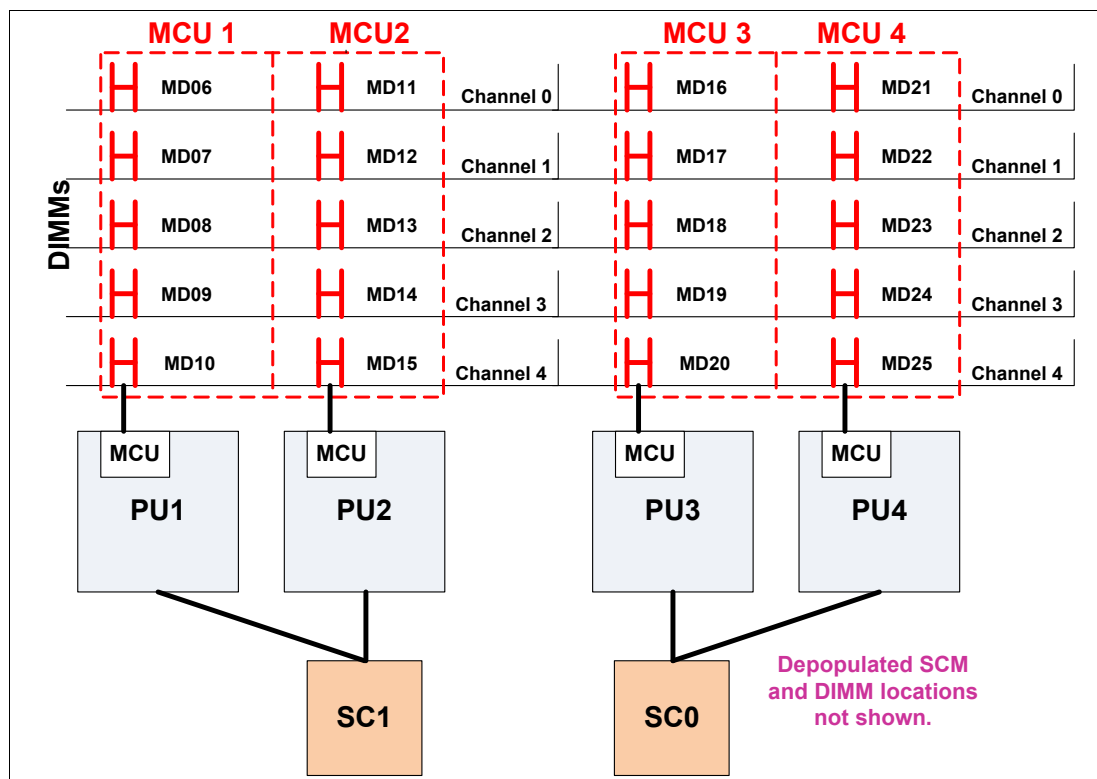 MCU 1 MCU2 MCU 3 MCU 4
MD06 MD11 Channel 0 MD16 MD21 Channel 0
MD07 MD12 Channel 1 MD17 MD22 Channel 1
DIMMs
MD08 MD13 Channel 2 MD18 MD23 Channel 2
MD09 MD14 Channel 3 MD19 MD24 Channel 3
MD10 MD15 Channel 4 MD20 MD25 Channel 4
MCU MCU MCU MCU
PU1 PU2 PU3 PU4
Depopulated SCM
and DIMM locations
not shown.
SC1 SC0